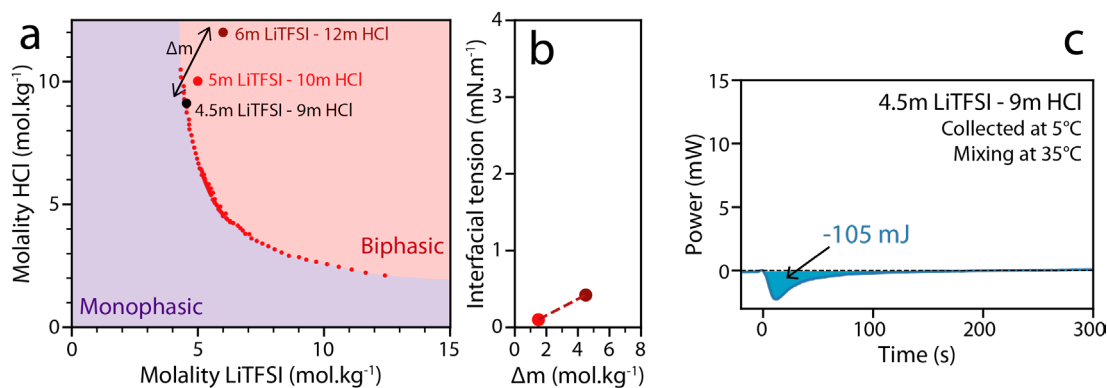 a
Molality HCl (mol.kg⁻¹)
10
5
0
Δm
6m LiTFSI - 12m HCl
5m LiTFSI - 10m HCl
4.5m LiTFSI - 9m HCl
Biphasic
Monophasic
0
5
10
15
Molality LiTFSI (mol.kg⁻¹)
b
Interfacial tension (mN.m⁻¹)
4
3
2
1
0
0
2
4
6
8
Δm (mol.kg⁻¹)
c
Power (mW)
15
10
5
0
4.5m LiTFSI - 9m HCl
Collected at 5°C
Mixing at 35°C
-105 mJ
0
100
200
300
Time (s)